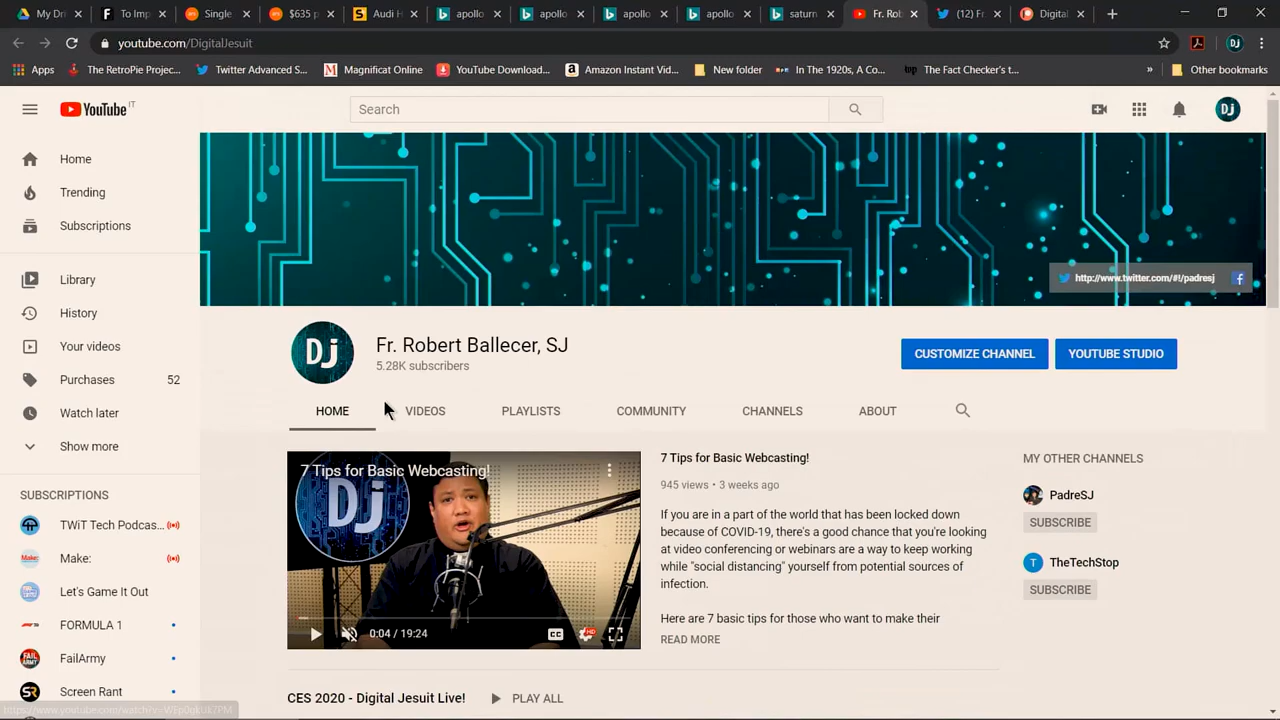 My Driv
To Imp
Single
$635 p
Audi H
apollo
apollo
apollo
apollo
saturn
Fr. Rob
(12) Fr.
Digital
youtube.com/DigitalJesuit
Apps
The RetroPie Projec...
Twitter Advanced S...
Magnificat Online
YouTube Download...
Amazon Instant Vid...
New folder
In The 1920s, A Co...
The Fact Checker's t...
»
Other bookmarks
YouTube IT
Search
Dj
Home
Trending
Subscriptions
Library
History
Your videos
Purchases 52
Watch later
Show more
SUBSCRIPTIONS
TWiT Tech Podcas...
Make:
Let's Game It Out
FORMULA 1
FailArmy
Screen Rant
http://www.twitter.com/#!/padresj
Dj
Fr. Robert Ballecer, SJ
5.28K subscribers
CUSTOMIZE CHANNEL
YOUTUBE STUDIO
HOME VIDEOS PLAYLISTS COMMUNITY CHANNELS ABOUT
7 Tips for Basic Webcasting!
Dj
0:04 / 19:24
CC
HD
7 Tips for Basic Webcasting!
945 views • 3 weeks ago
If you are in a part of the world that has been locked down
because of COVID-19, there's a good chance that you're looking
at video conferencing or webinars are a way to keep working
while "social distancing" yourself from potential sources of
infection.
Here are 7 basic tips for those who want to make their
READ MORE
MY OTHER CHANNELS
PadreSJ
SUBSCRIBE
T TheTechStop
SUBSCRIBE
CES 2020 - Digital Jesuit Live!
PLAY ALL